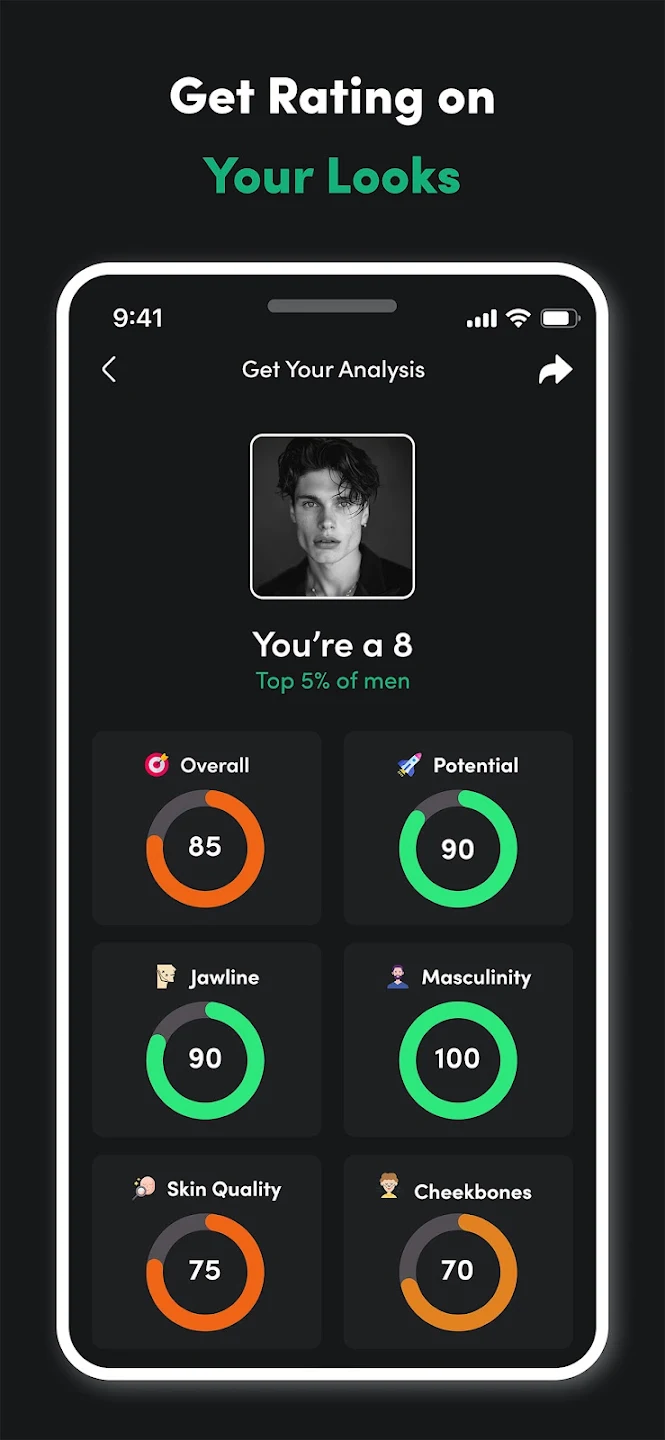 Get Rating on
Your Looks
9:41
Get Your Analysis
You're a 8
Top 5% of men
Overall
Potential
85
90
Jawline
Masculinity
90
100
Skin Quality
Cheekbones
75
70